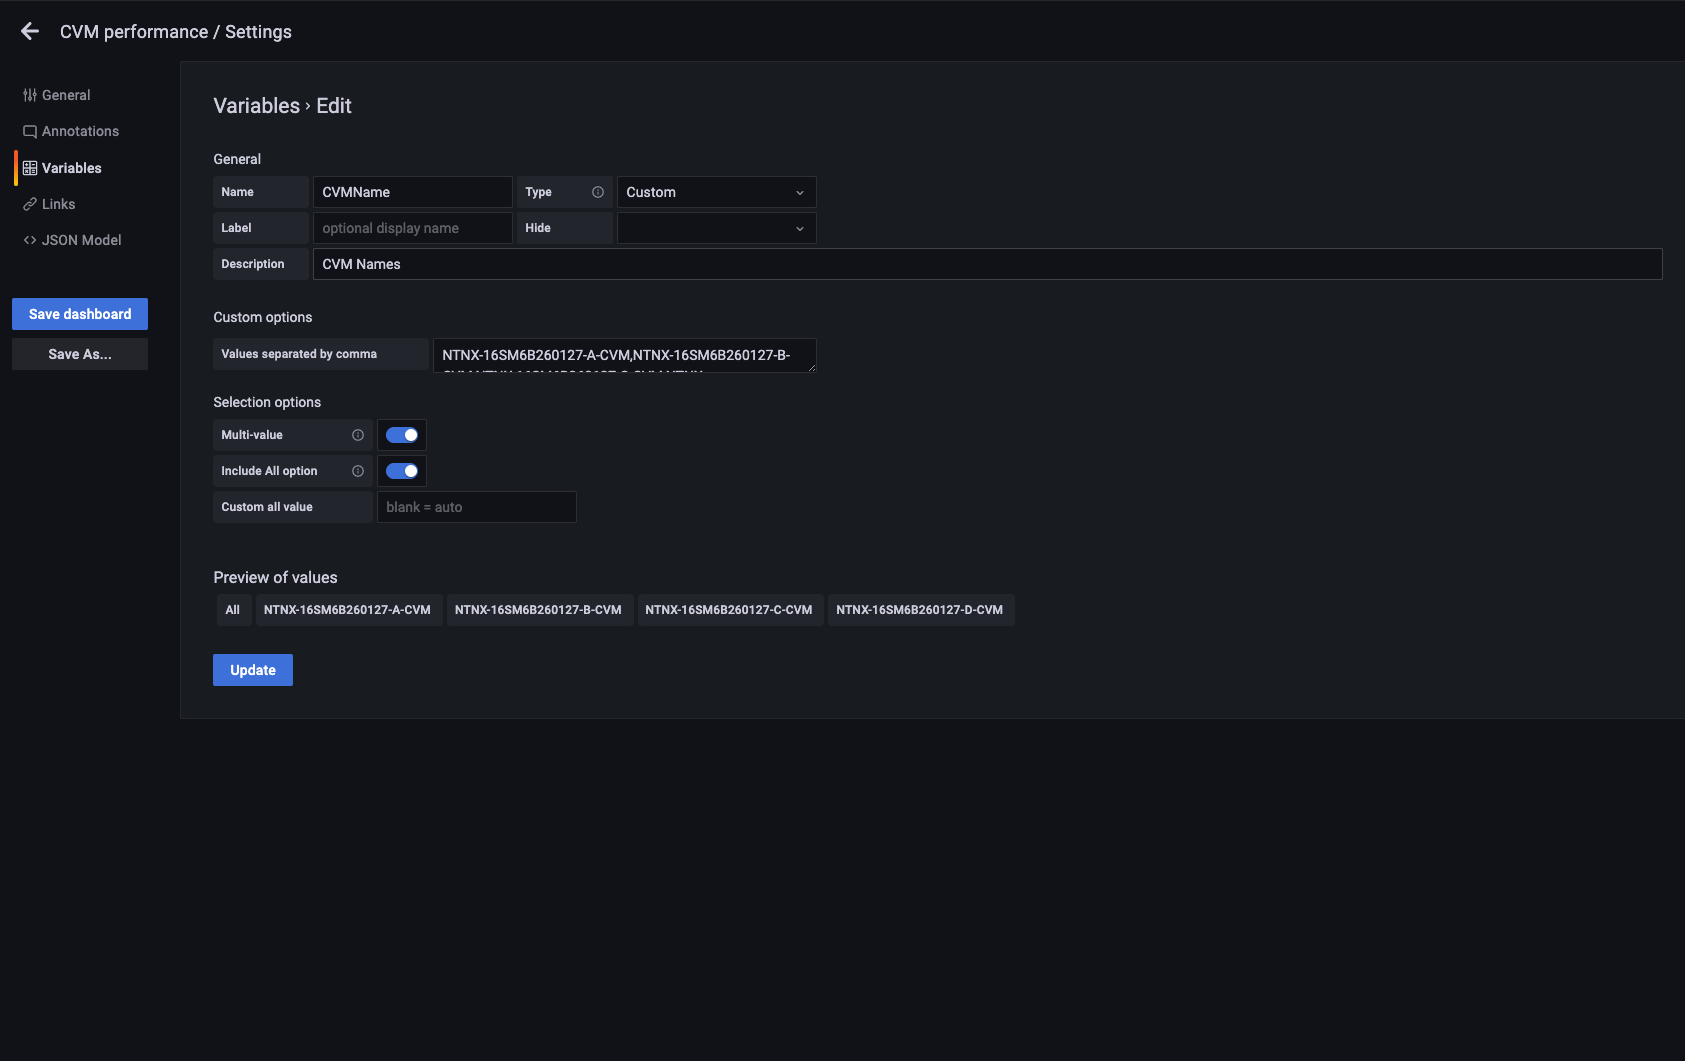 CVM performance / Settings
General
Annotations
Variables
Links
JSON Model
Save dashboard
Save As...
Variables › Edit
General
Name CVMName Type Custom
Label optional display name Hide
Description CVM Names
Custom options
Values separated by comma NTNX-16SM6B260127-A-CVM,NTNX-16SM6B260127-B-
Selection options
Multi-value
Include All option
Custom all value blank = auto
Preview of values
All NTNX-16SM6B260127-A-CVM NTNX-16SM6B260127-B-CVM NTNX-16SM6B260127-C-CVM NTNX-16SM6B260127-D-CVM
Update